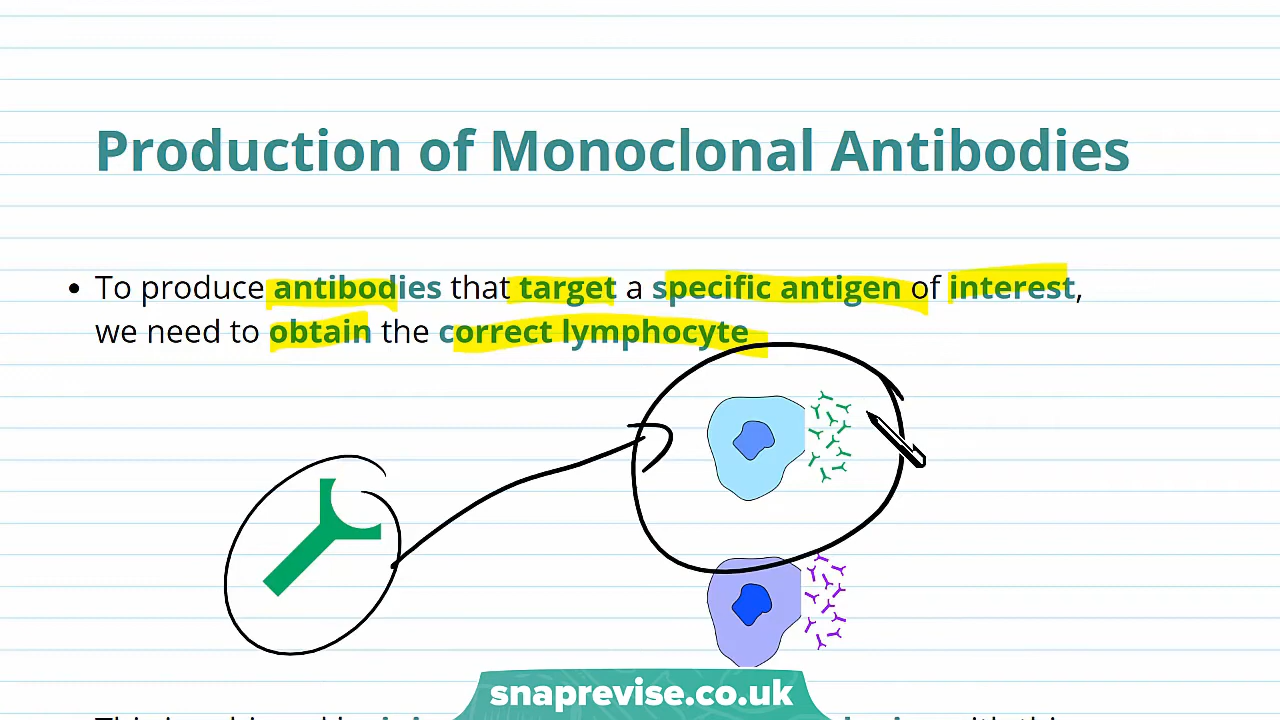 Production of Monoclonal Antibodies
• To produce antibodies that target a specific antigen of interest,
we need to obtain the correct lymphocyte
snaprevise.co.uk